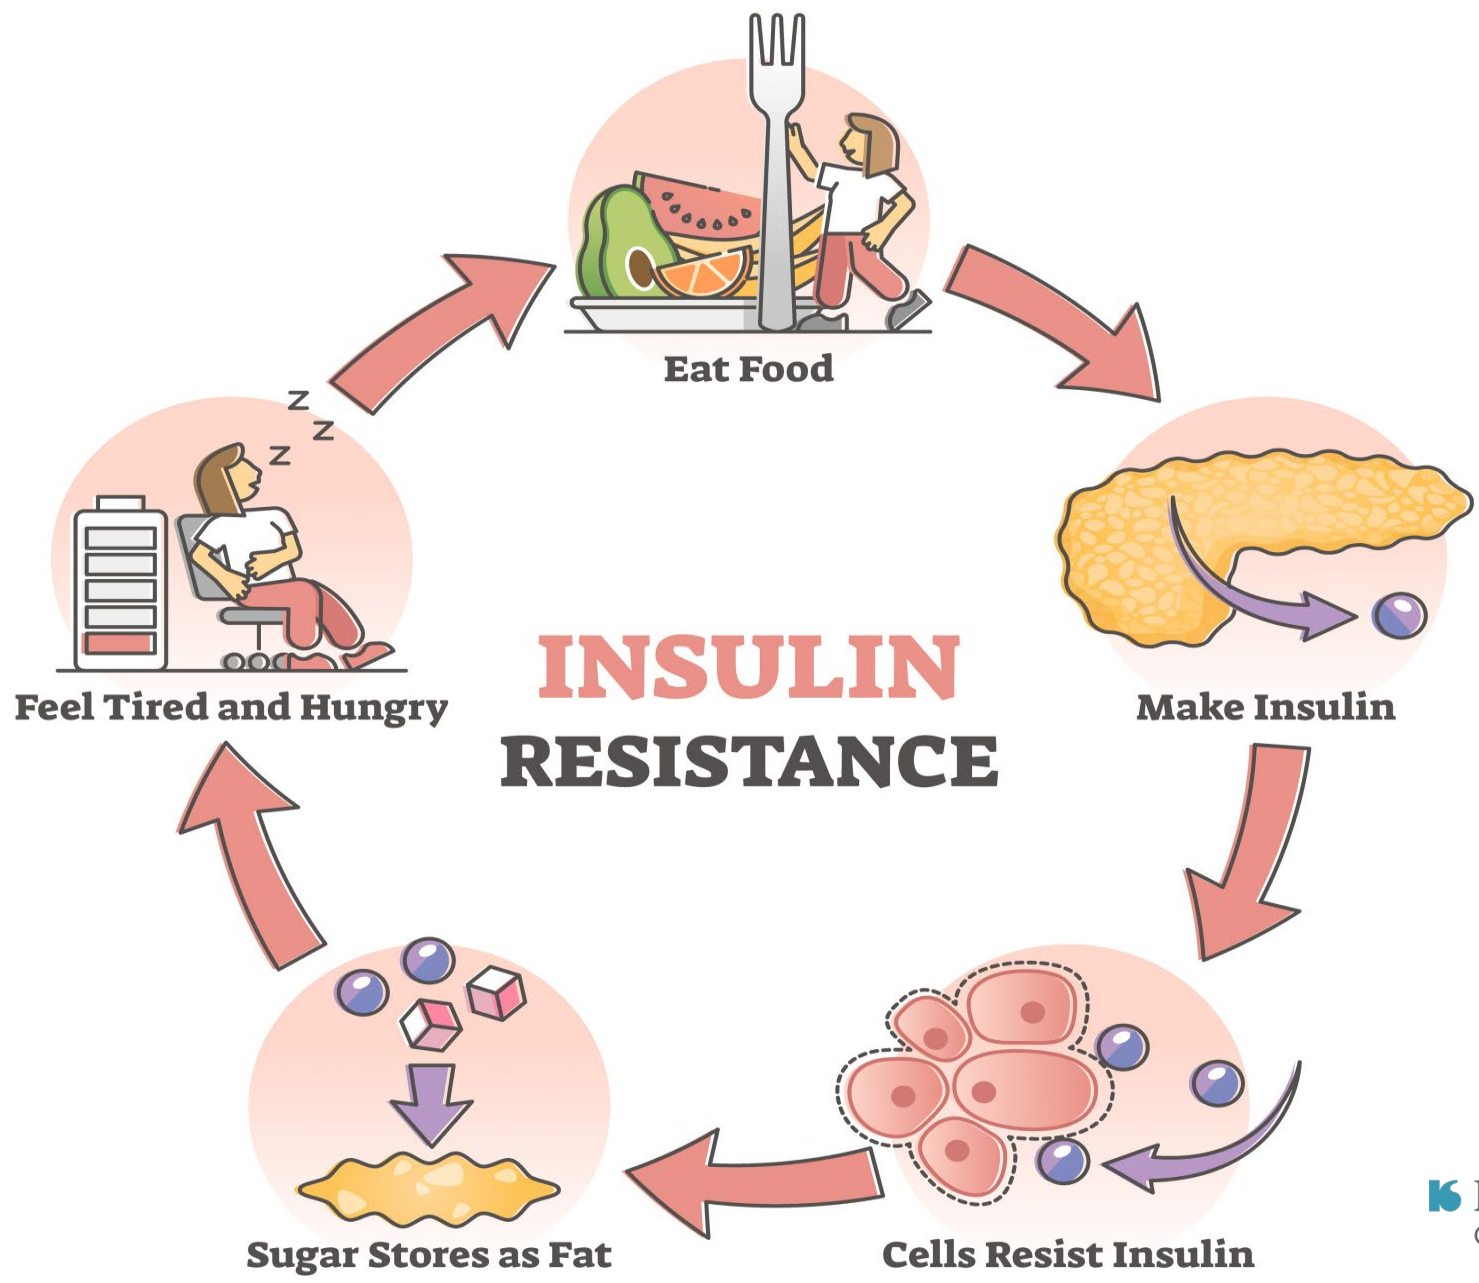 Eat Food
Z
Z
Z
Feel Tired and Hungry
Make Insulin
INSULIN
RESISTANCE
Sugar Stores as Fat
Cells Resist Insulin